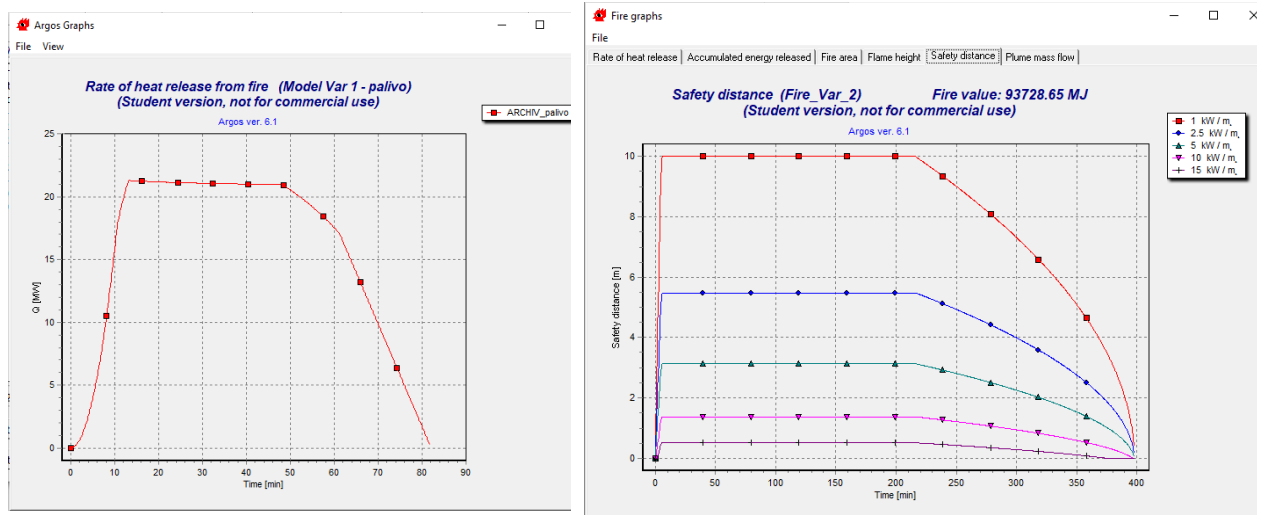 Argos Graphs
File View
Rate of heat release from fire (Model Var 1 - palivo)
(Student version, not for commercial use)
Argos ver. 6.1
ARCHIV_palivo
25
20
15
10
5
0
Q [MW]
0 10 20 30 40 50 60 70 80 90
Time [min]
Fire graphs
File
Rate of heat release Accumulated energy released Fire area Flame height Safety distance Plume mass flow
Safety distance (Fire_Var_2) Fire value: 93728.65 MJ
(Student version, not for commercial use)
Argos ver. 6.1
1 kW / m,
2.5 kW / m,
5 kW / m,
10 kW / m,
15 kW / m,
10
8
6
4
2
0
Safety distance [m]
0 50 100 150 200 250 300 350 400
Time [min]